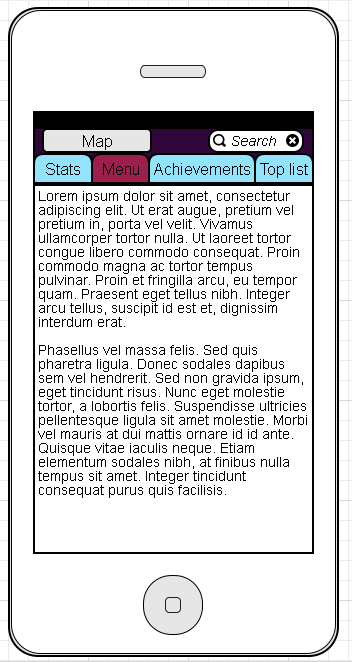 Map
Search
Stats Menu Achievements Top list
Lorem ipsum dolor sit amet, consectetur
adipiscing elit. Ut erat augue, pretium vel
pretium in, porta vel velit. Vivamus
ullamcorper tortor nulla. Ut laoreet tortor
congue libero commodo consequat. Proin
commodo magna ac tortor tempus
pulvinar. Proin et fringilla arcu, eu tempor
quam. Praesent eget tellus nibh. Integer
arcu tellus, suscipit id est et, dignissim
interdum erat.
Phasellus vel massa felis. Sed quis
pharetra ligula. Donec sodales dapibus
sem vel hendrerit. Sed non gravida ipsum,
eget tincidunt risus. Nunc eget molestie
tortor, a lobortis felis. Suspendisse ultricies
pellentesque ligula sit amet molestie. Morbi
vel mauris at dui mattis ornare id id ante.
Quisque vitae iaculis neque. Etiam
elementum sodales nibh, at finibus nulla
tempus sit amet. Integer tincidunt
consequat purus quis facilisis.